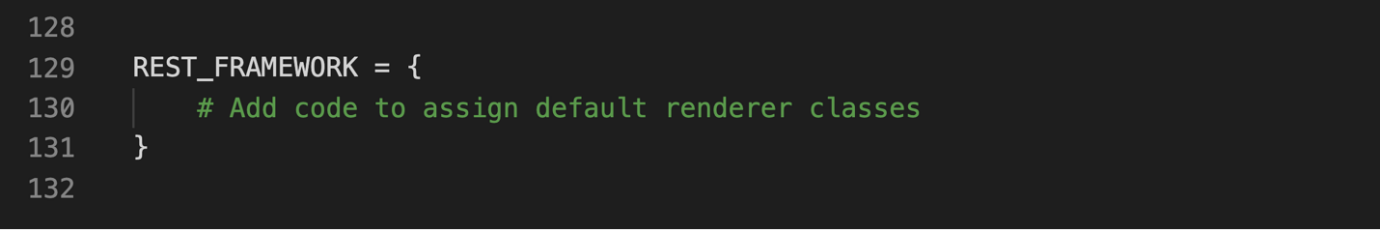 128
129 REST_FRAMEWORK = {
130 # Add code to assign default renderer classes
131 }
132